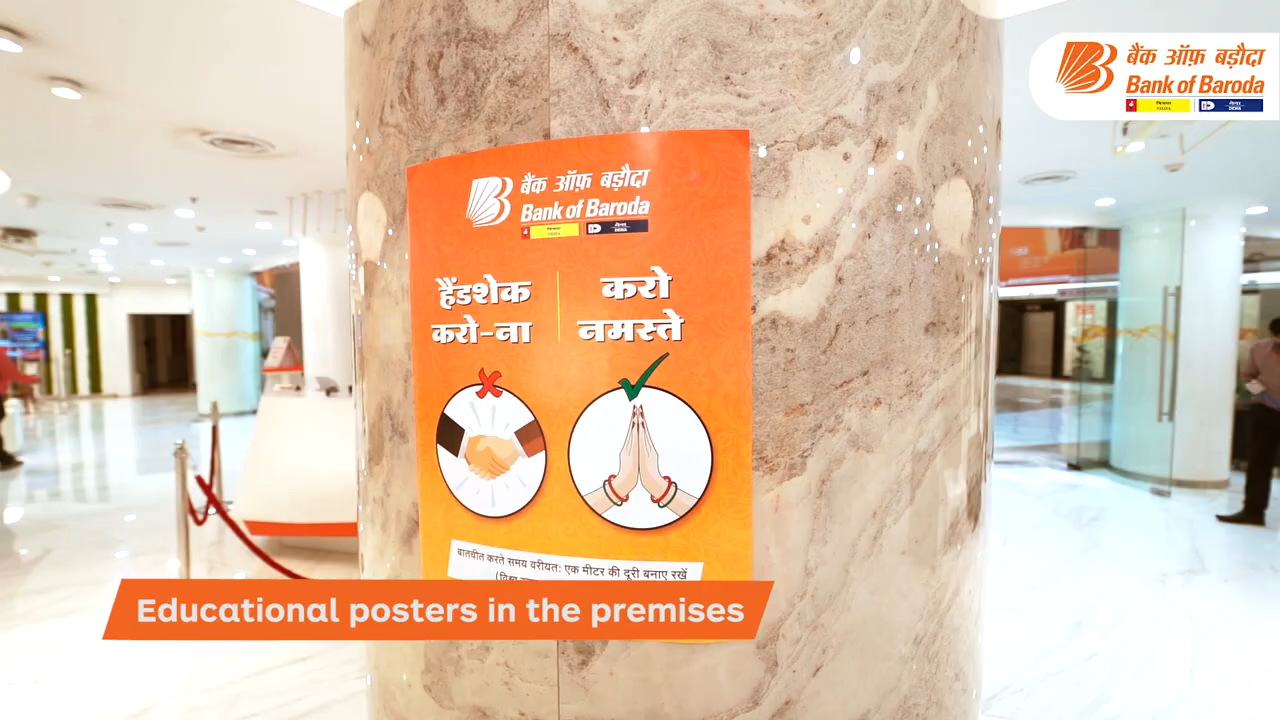 बैंक ऑफ़ बड़ौदा
Bank of Baroda
बैंक ऑफ़ बड़ौदा
Bank of Baroda
हैंडशेक
करो-ना
करो
नमस्ते
बातचीत करते समय वरीयतः एक मीटर की दूरी बनाए रखें
Educational posters in the premises